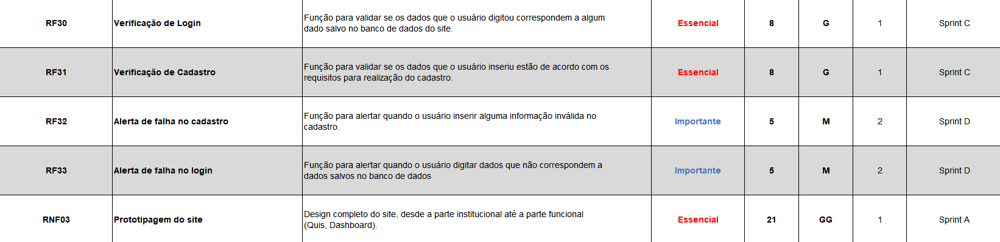 RF30 Verificação de Login Função para validar se os dados que o usuário digitou correspondem a algum
dado salvo no banco de dados do site. Essencial 8 G 1 Sprint C
RF31 Verificação de Cadastro Função para validar se os dados que o usuário inseriu estão de acordo com os
requisitos para realização do cadastro. Essencial 8 G 1 Sprint C
RF32 Alerta de falha no cadastro Função para alertar quando o usuário inserir alguma informação inválida no
cadastro. Importante 5 M 2 Sprint D
RF33 Alerta de falha no login Função para alertar quando o usuário digitar dados que não correspondem a
dados salvos no banco de dados Importante 5 M 2 Sprint D
RNF03 Prototipagem do site Design completo do site, desde a parte institucional até a parte funcional
(Quis, Dashboard). Essencial 21 GG 1 Sprint A